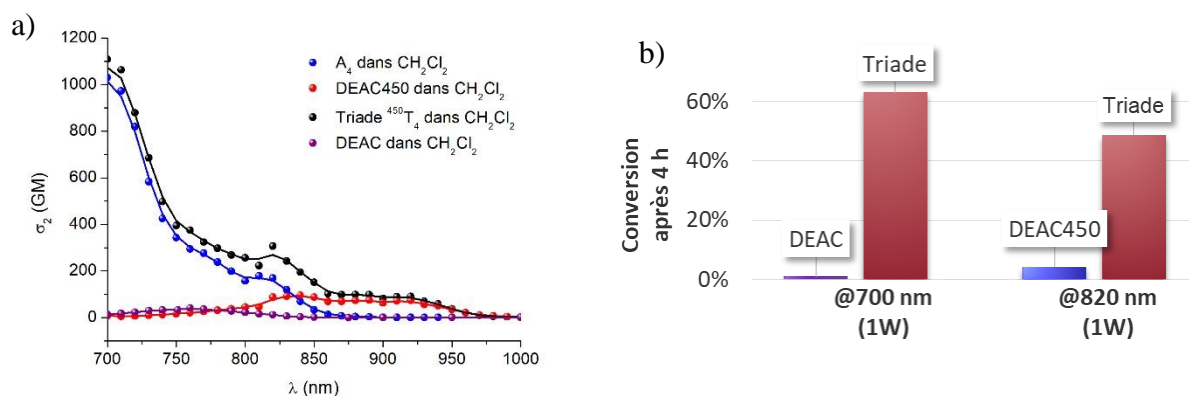 a)
1200
1000
800
600
400
200
0
σ₂ (GM)
700
750
800
850
900
950
1000
λ (nm)
A₄ dans CH₂Cl₂
DEAC450 dans CH₂Cl₂
Triade ⁴⁵⁰T₄ dans CH₂Cl₂
DEAC dans CH₂Cl₂
b)
Conversion
après 4 h
60%
40%
20%
0%
DEAC
Triade
DEAC450
Triade
@700 nm
(1W)
@820 nm
(1W)